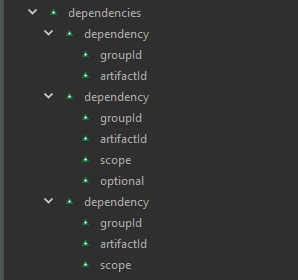 dependencies
dependency
groupId
artifactId
dependency
groupId
artifactId
scope
optional
dependency
groupId
artifactId
scope